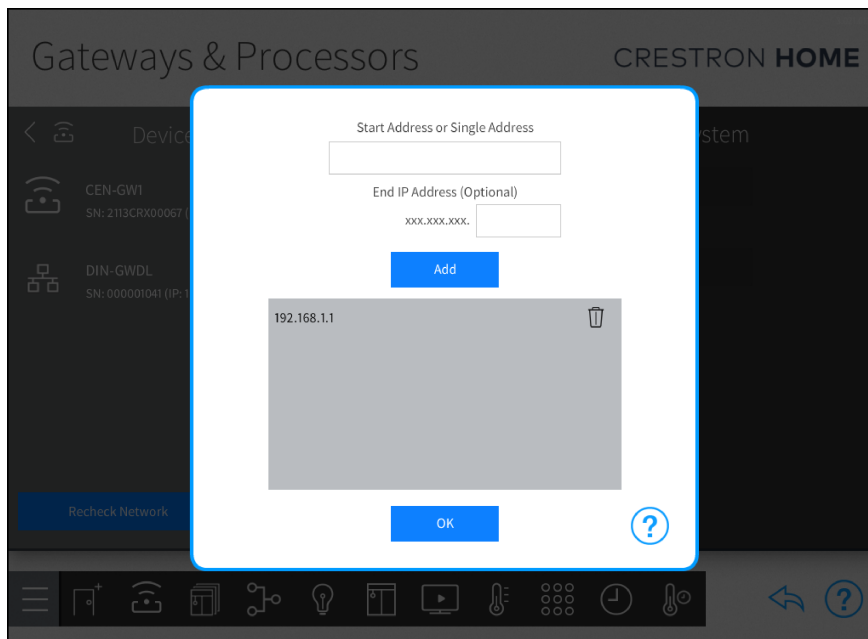 Gateways & Processors
CRESTRON HOME
Device
stem
CEN-GW1
SN: 2113CRX00067 (
DIN-GWDL
SN: 000001041 (IP: 1
Recheck Network
Start Address or Single Address
End IP Address (Optional)
xxx.xxx.xxx.
Add
192.168.1.1
OK
?
?